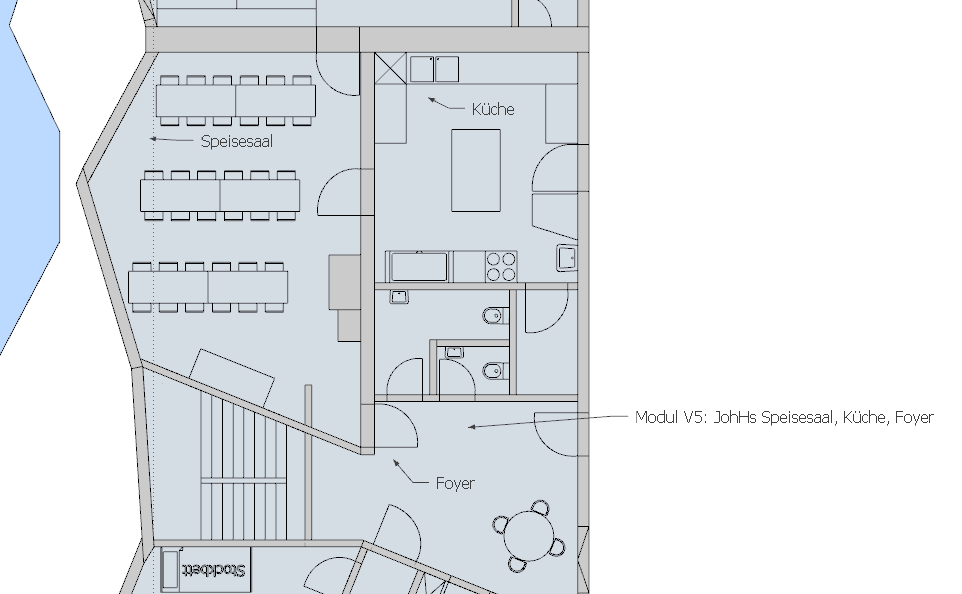 Küche
Speisesaal
Modul V5: JohHs Speisesaal, Küche, Foyer
Foyer
Stockbett